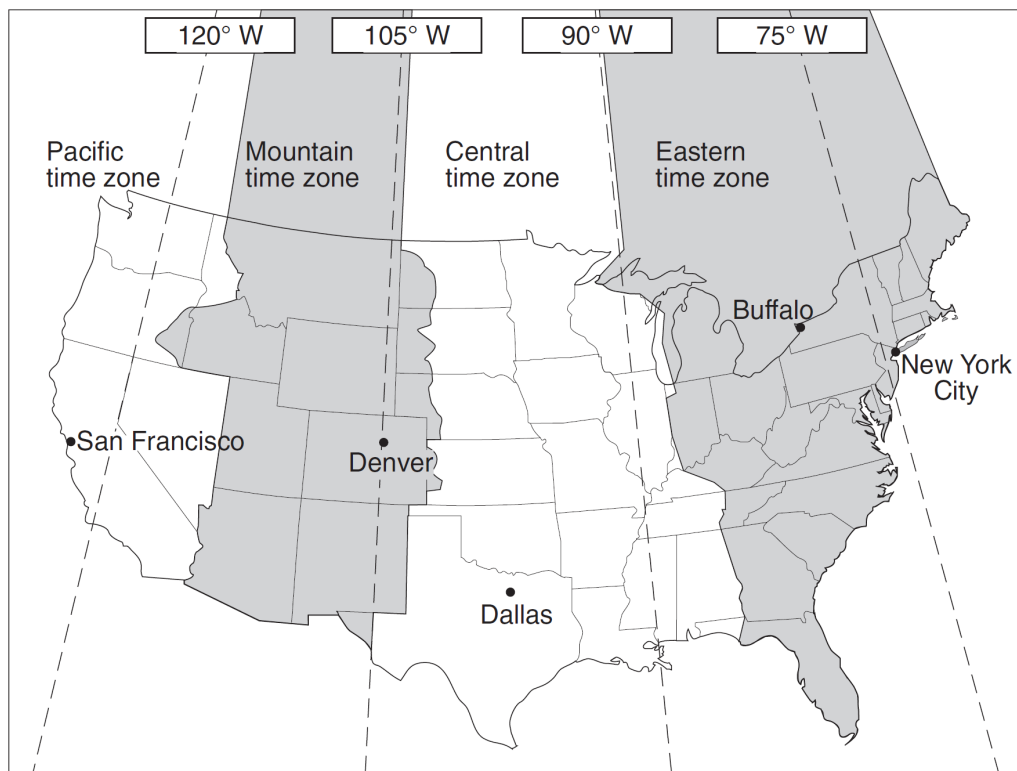 120° W
105° W
90° W
75° W
Pacific
time zone
Mountain
time zone
Central
time zone
Eastern
time zone
Buffalo
New York
City
San Francisco
Denver
Dallas